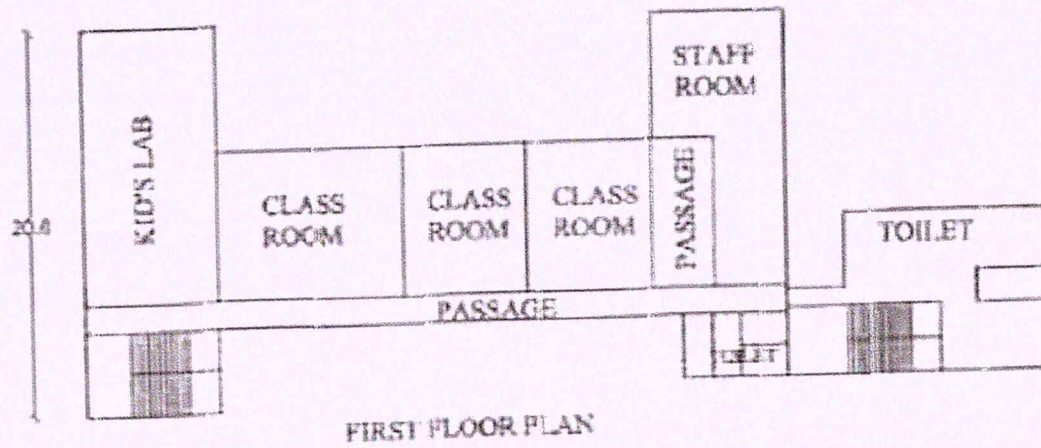 STAFF
ROOM
KID'S LAB
CLASS
ROOM
CLASS
ROOM
CLASS
ROOM
PASSAGE
TOILET
20.6
PASSAGE
TOILET
FIRST FLOOR PLAN